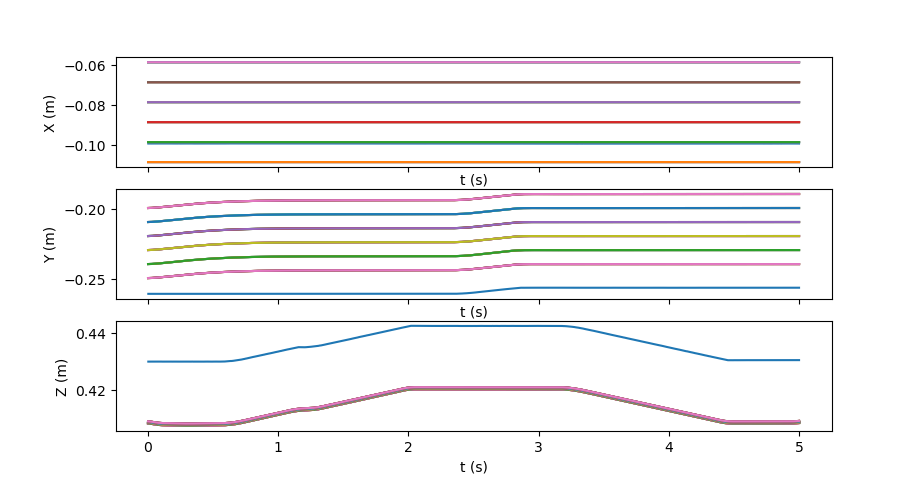 −0.06
−0.08
−0.10
X (m)
t (s)
−0.20
−0.25
Y (m)
t (s)
0.44
0.42
Z (m)
0 1 2 3 4 5
t (s)